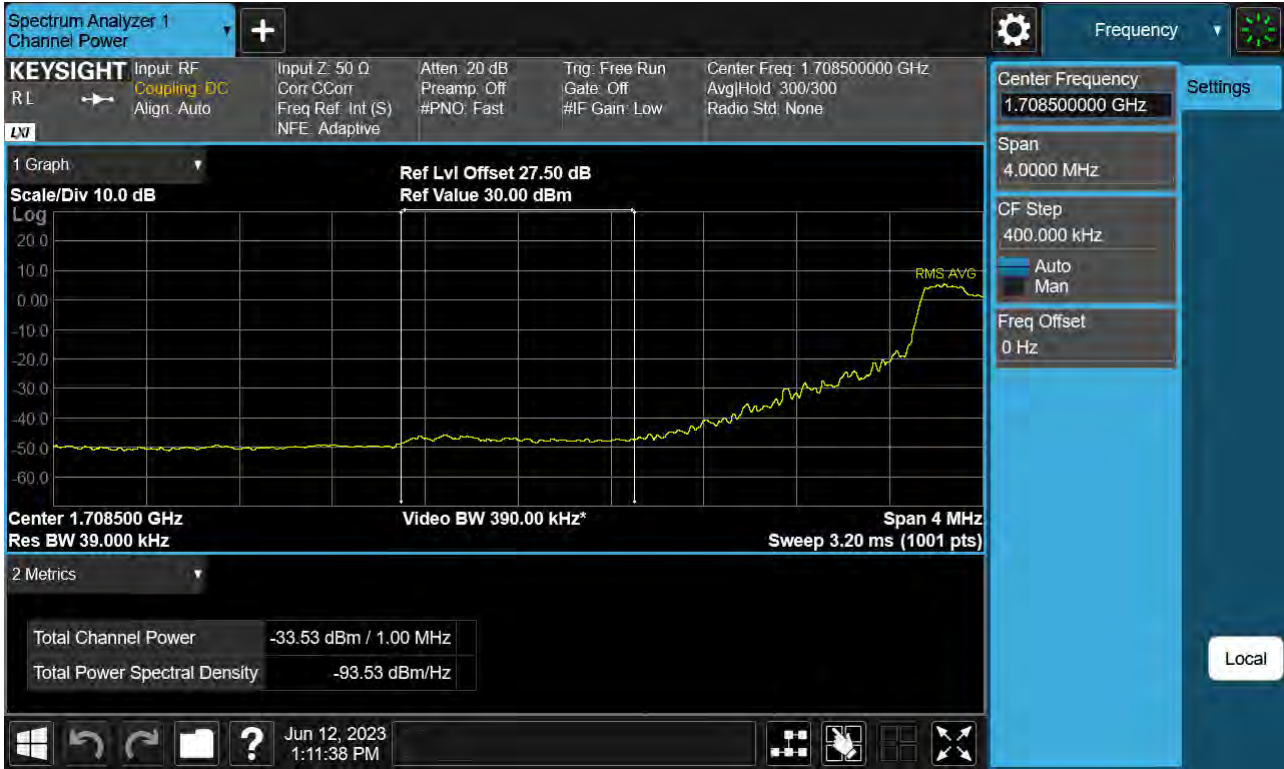 Spectrum Analyzer 1
Channel Power
+
Frequency
KEYSIGHT
R L
LXI
Input: RF
Coupling: DC
Align: Auto
Input Z: 50 Ω
Corr CCorr
Freq Ref: Int (S)
NFE: Adaptive
Atten: 20 dB
Preamp: Off
#PNO: Fast
Trig: Free Run
Gate: Off
#IF Gain: Low
Center Freq: 1.708500000 GHz
Avg|Hold: 300/300
Radio Std: None
Center Frequency
1.708500000 GHz
Settings
Span
4.0000 MHz
CF Step
400.000 kHz
Auto
Man
Freq Offset
0 Hz
1 Graph
Scale/Div 10.0 dB
Ref Lvl Offset 27.50 dB
Ref Value 30.00 dBm
Log
20.0
10.0
0.00
-10.0
-20.0
-30.0
-40.0
-50.0
-60.0
RMS AVG
Center 1.708500 GHz
Video BW 390.00 kHz*
Span 4 MHz
Res BW 39.000 kHz
Sweep 3.20 ms (1001 pts)
2 Metrics
Total Channel Power -33.53 dBm / 1.00 MHz
Total Power Spectral Density -93.53 dBm/Hz
Local
?
Jun 12, 2023
1:11:38 PM